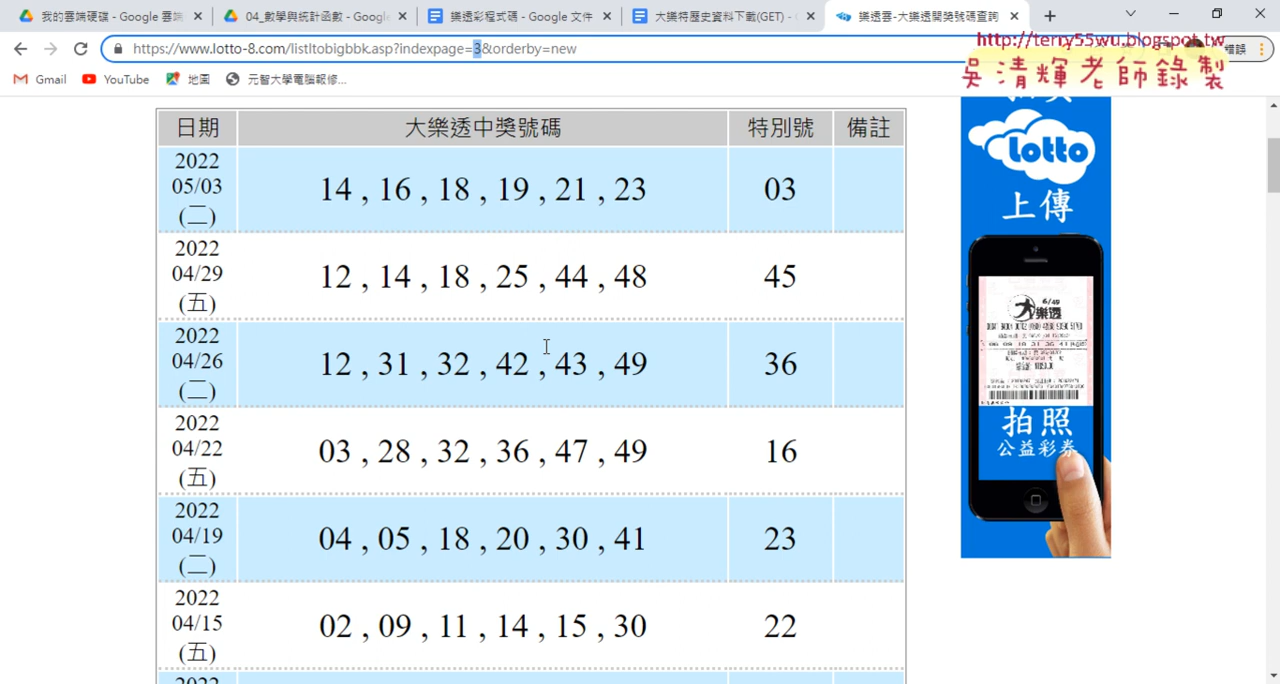 我的雲端硬碟 - Google 雲端
04_數學與統計函數 - Google
樂透彩程式碼 - Google 文件
大樂特歷史資料下載(GET) -
樂透雲-大樂透開獎號碼查詢
https://www.lotto-8.com/listltobigbbk.asp?indexpage=3&orderby=new
http://terry55wu.blogspot.tw
吳清輝老師錄製
Gmail
YouTube
地圖
元智大學電腦報修...
日期 大樂透中獎號碼 特別號 備註
2022
05/03
(二)
14 , 16 , 18 , 19 , 21 , 23 03
2022
04/29
(五)
12 , 14 , 18 , 25 , 44 , 48 45
2022
04/26
(二)
12 , 31 , 32 , 42 , 43 , 49 36
2022
04/22
(五)
03 , 28 , 32 , 36 , 47 , 49 16
2022
04/19
(二)
04 , 05 , 18 , 20 , 30 , 41 23
2022
04/15
(五)
02 , 09 , 11 , 14 , 15 , 30 22
lotto
上傳
6/49
大樂透
拍照
公益彩券